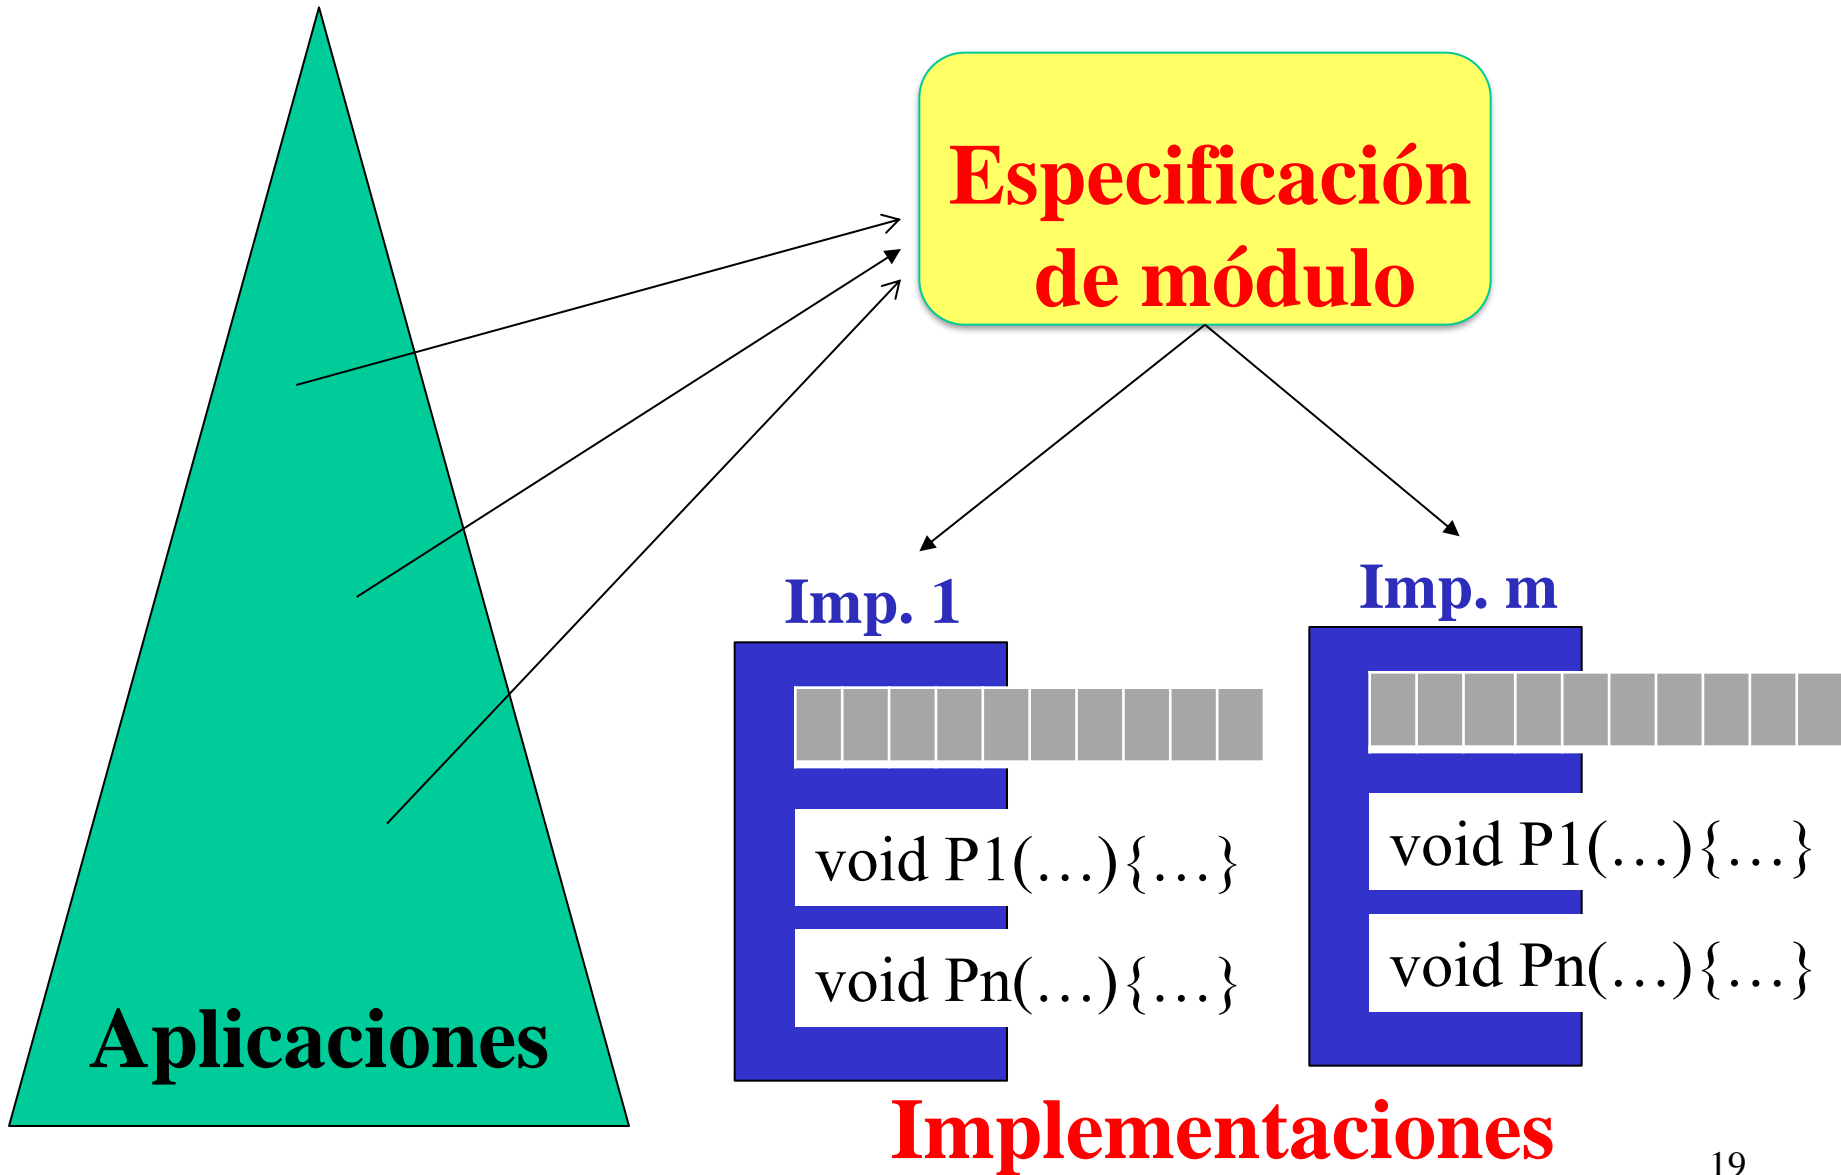 Especificación
de módulo
Imp. 1
Imp. m
void P1(…){…}
void P1(…){…}
void Pn(…){…}
void Pn(…){…}
Aplicaciones
Implementaciones
19